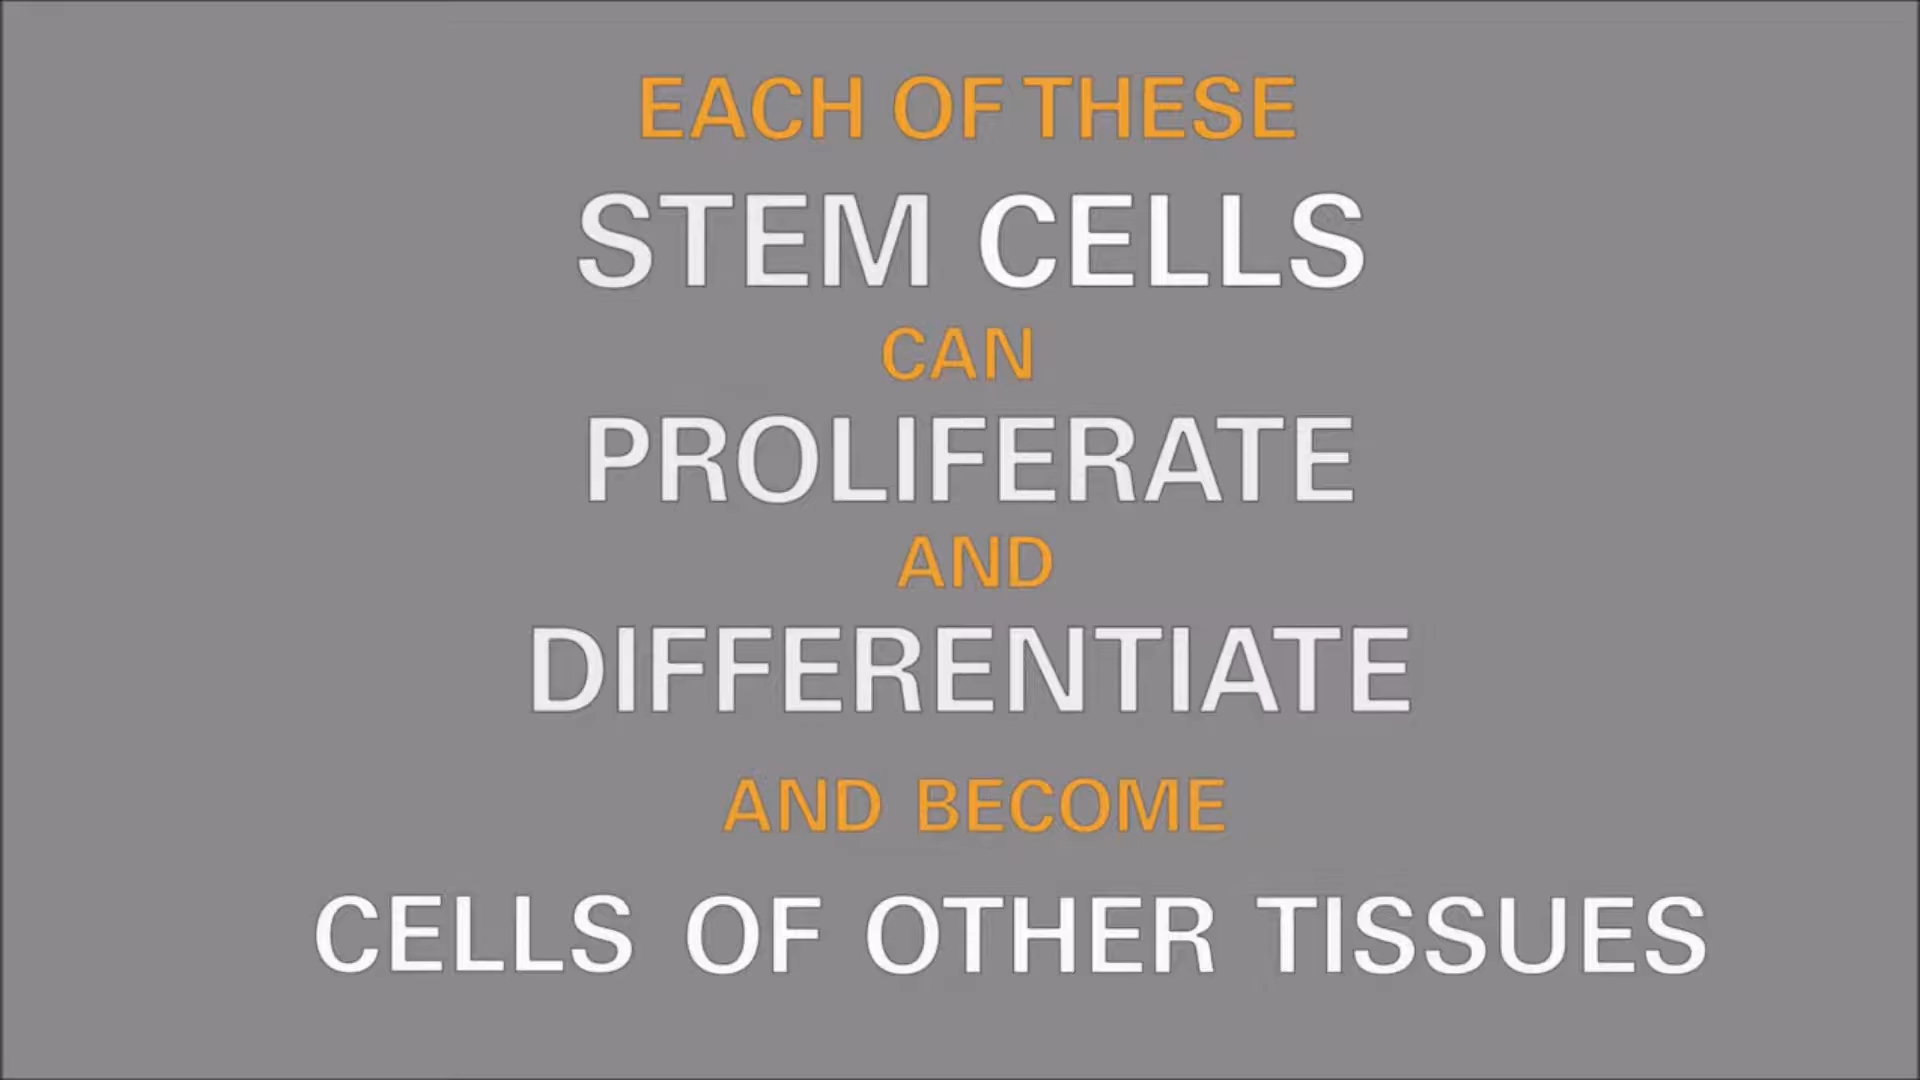 EACH OF THESE
STEM CELLS
CAN
PROLIFERATE
AND
DIFFERENTIATE
AND BECOME
CELLS OF OTHER TISSUES